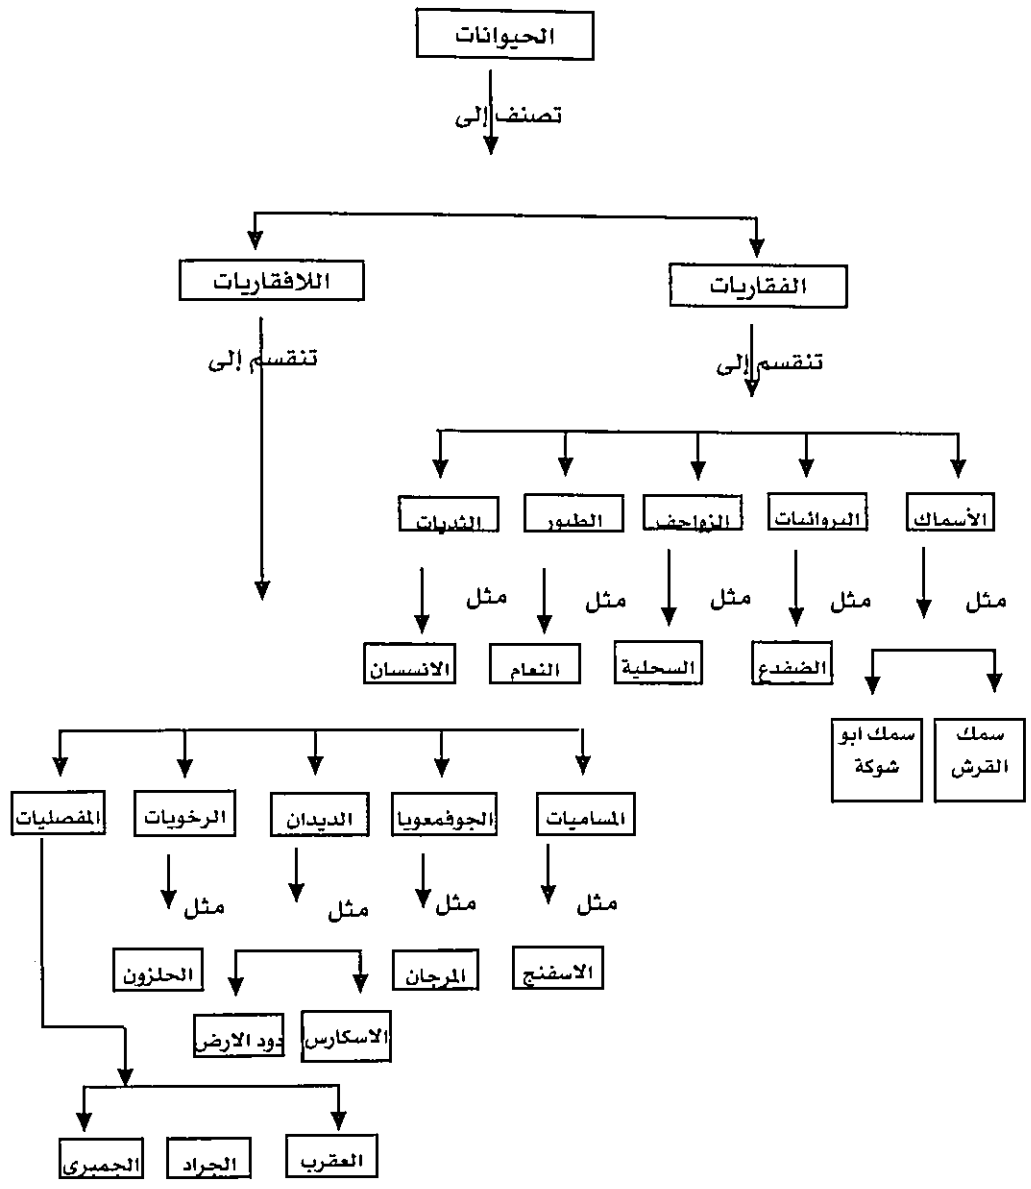 الحيوانات
تصنف إلى
الفقاريات
اللافقاريات
تنقسم إلى
تنقسم إلى
الأسماك
البرمائيات
الزواحف
الطيور
الثديات
مثل
مثل
مثل
مثل
مثل
الضفدع
السحلية
النعام
الانسسان
سمك القرش
سمك ابو شوكة
المساميات
الجوفمعويا
الديدان
الرخويات
المفصليات
مثل
مثل
مثل
مثل
الاسفنج
المرجان
الحلزون
الاسكارس
دود الارض
العقرب
الجراد
الجمبرى